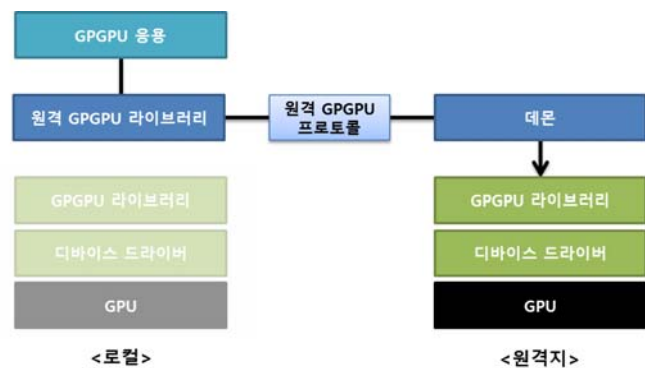 GPGPU 응용
원격 GPGPU 라이브러리
원격 GPGPU
프로토콜
데몬
GPGPU 라이브러리
GPGPU 라이브러리
디바이스 드라이버
디바이스 드라이버
GPU
GPU
<로컬>
<원격지>